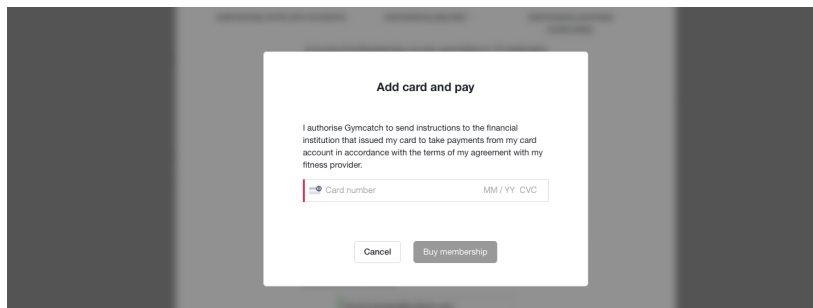 Add card and pay
I authorise Gymcatch to send instructions to the financial
institution that issued my card to take payments from my card
account in accordance with the terms of my agreement with my
fitness provider.
Card number MM / YY CVC
Cancel Buy membership